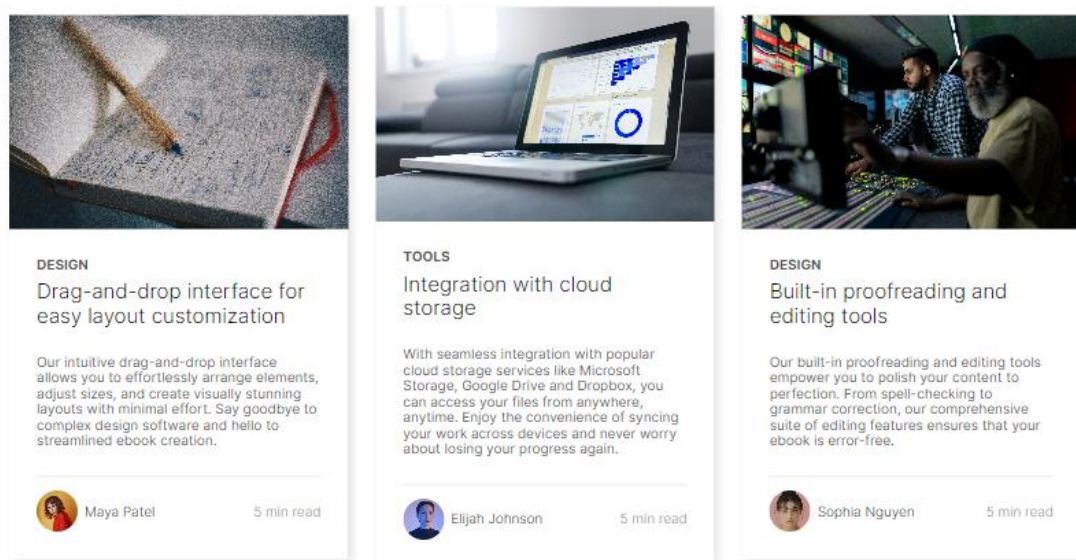 DESIGN
Drag-and-drop interface for
easy layout customization
Our intuitive drag-and-drop interface
allows you to effortlessly arrange elements,
adjust sizes, and create visually stunning
layouts with minimal effort. Say goodbye to
complex design software and hello to
streamlined ebook creation.
Maya Patel
5 min read
TOOLS
Integration with cloud
storage
With seamless integration with popular
cloud storage services like Microsoft
Storage, Google Drive and Dropbox, you
can access your files from anywhere,
anytime. Enjoy the convenience of syncing
your work across devices and never worry
about losing your progress again.
Elijah Johnson
5 min read
DESIGN
Built-in proofreading and
editing tools
Our built-in proofreading and editing tools
empower you to polish your content to
perfection. From spell-checking to
grammar correction, our comprehensive
suite of editing features ensures that your
ebook is error-free.
Sophia Nguyen
5 min read